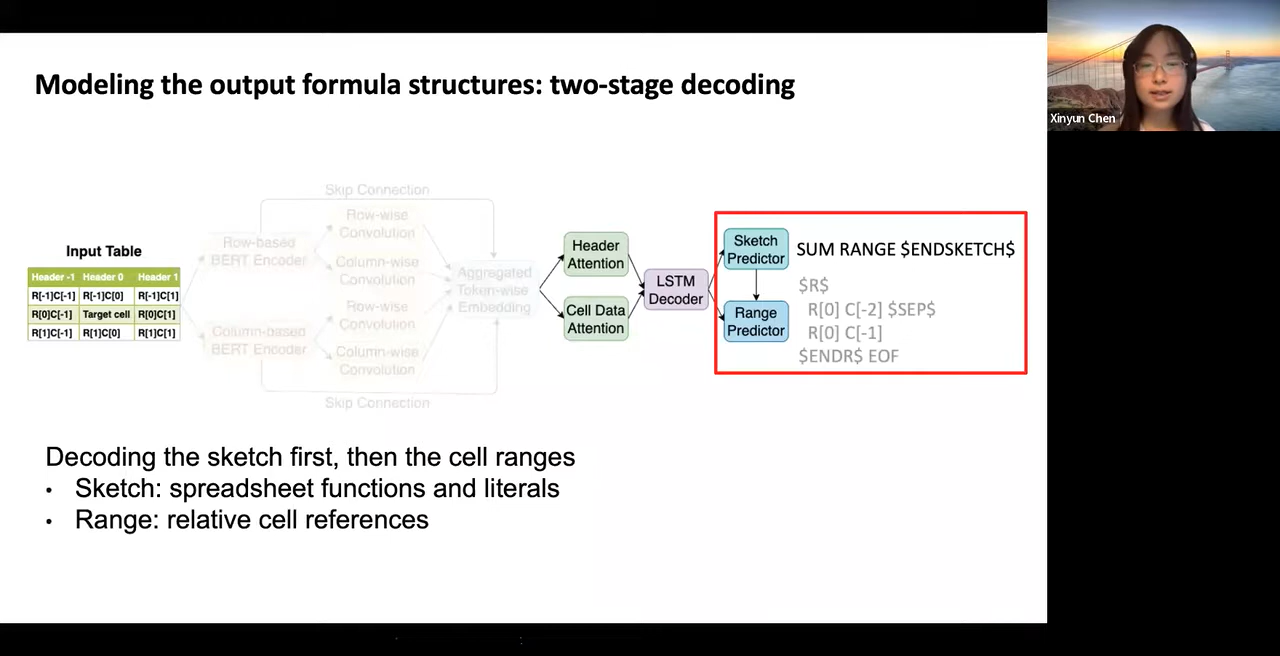 Modeling the output formula structures: two-stage decoding
Xinyun Chen
Skip Connection
Input Table
Header -1 Header 0 Header 1
R[-1]C[-1] R[-1]C[0] R[-1]C[1]
R[0]C[-1] Target cell R[0]C[1]
R[1]C[-1] R[1]C[0] R[1]C[1]
Row-based
BERT Encoder
Column-based
BERT Encoder
Row-wise
Convolution
Column-wise
Convolution
Row-wise
Convolution
Column-wise
Convolution
Skip Connection
Aggregated
Token-wise
Embedding
Header
Attention
Cell Data
Attention
LSTM
Decoder
Sketch
Predictor
Range
Predictor
SUM RANGE $ENDSKETCH$
$R$
R[0] C[-2] $SEP$
R[0] C[-1]
$ENDR$ EOF
Decoding the sketch first, then the cell ranges
• Sketch: spreadsheet functions and literals
• Range: relative cell references